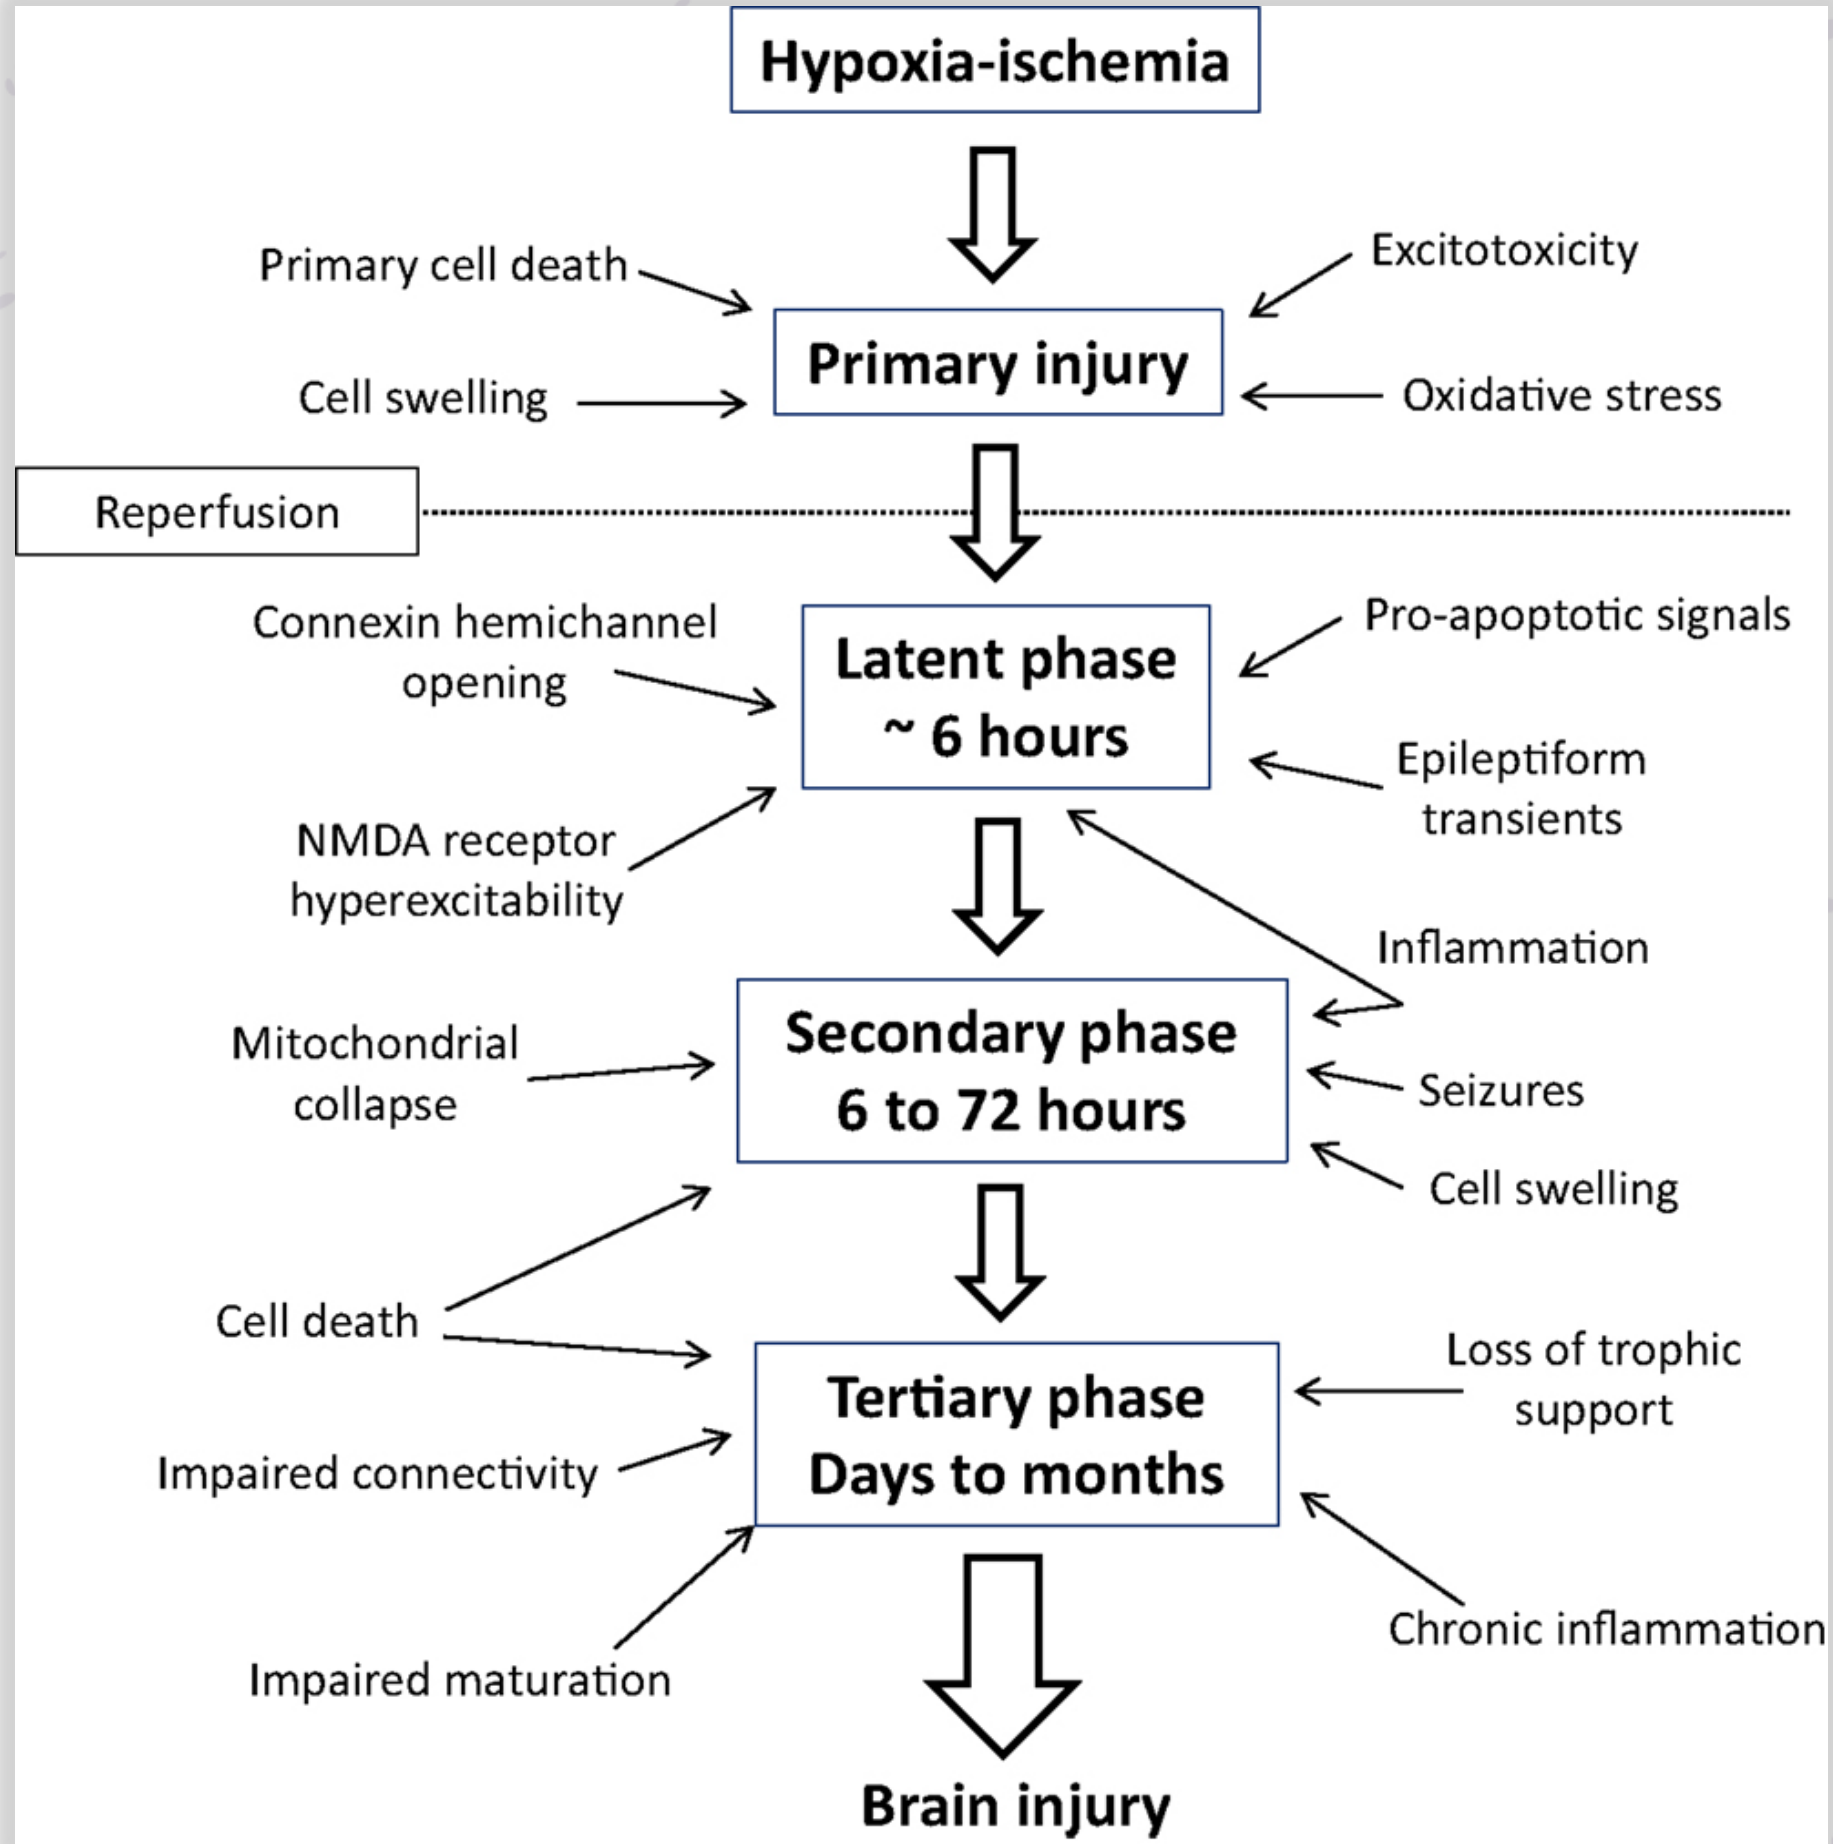 Hypoxia-ischemia
Primary cell death
Excitotoxicity
Primary injury
Cell swelling
Oxidative stress
Reperfusion
Connexin hemichannel
opening
Pro-apoptotic signals
Latent phase
~ 6 hours
Epileptiform
transients
NMDA receptor
hyperexcitability
Inflammation
Mitochondrial
collapse
Secondary phase
6 to 72 hours
Seizures
Cell swelling
Cell death
Loss of trophic
support
Tertiary phase
Days to months
Impaired connectivity
Chronic inflammation
Impaired maturation
Brain injury